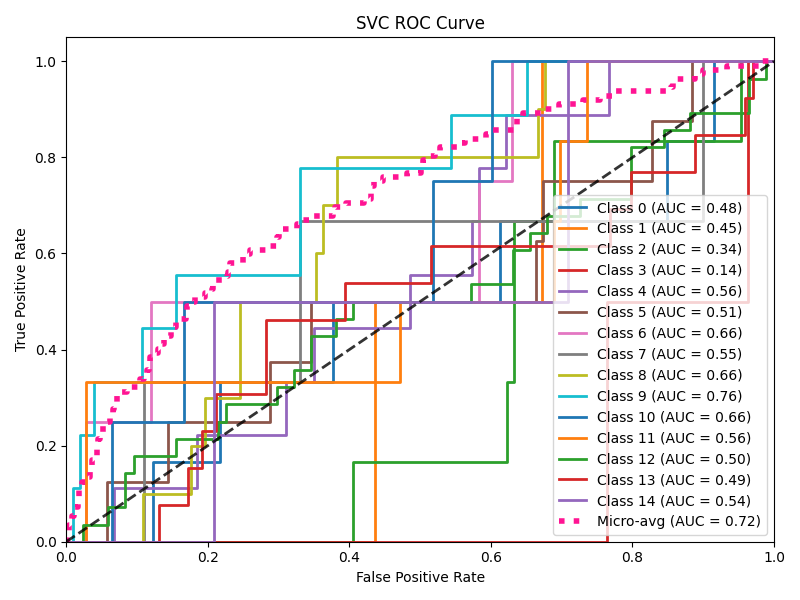 SVC ROC Curve
True Positive Rate
1.0
0.8
0.6
0.4
0.2
0.0
0.0 0.2 0.4 0.6 0.8 1.0
False Positive Rate
Class 0 (AUC = 0.48)
Class 1 (AUC = 0.45)
Class 2 (AUC = 0.34)
Class 3 (AUC = 0.14)
Class 4 (AUC = 0.56)
Class 5 (AUC = 0.51)
Class 6 (AUC = 0.66)
Class 7 (AUC = 0.55)
Class 8 (AUC = 0.66)
Class 9 (AUC = 0.76)
Class 10 (AUC = 0.66)
Class 11 (AUC = 0.56)
Class 12 (AUC = 0.50)
Class 13 (AUC = 0.49)
Class 14 (AUC = 0.54)
Micro-avg (AUC = 0.72)